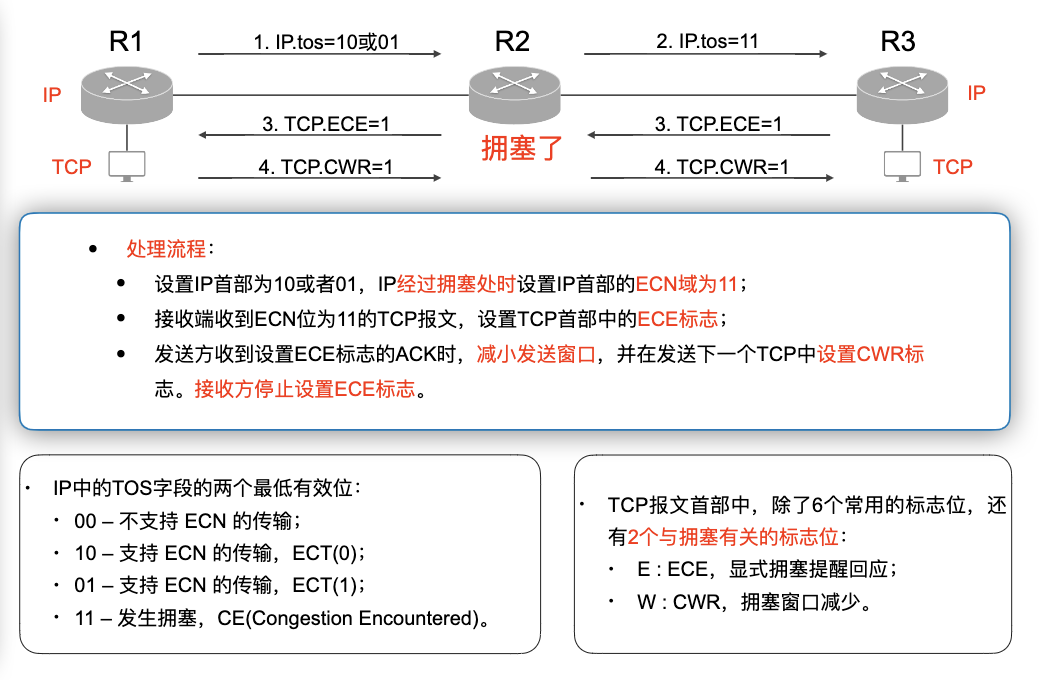 R1
1. IP.tos=10或01
R2
2. IP.tos=11
R3
IP
IP
3. TCP.ECE=1
3. TCP.ECE=1
拥塞了
TCP
4. TCP.CWR=1
4. TCP.CWR=1
TCP
• 处理流程：
• 设置IP首部为10或者01，IP经过拥塞处时设置IP首部的ECN域为11；
• 接收端收到ECN位为11的TCP报文，设置TCP首部中的ECE标志；
• 发送方收到设置ECE标志的ACK时，减小发送窗口，并在发送下一个TCP中设置CWR标
志。接收方停止设置ECE标志。
· IP中的TOS字段的两个最低有效位：
· 00 – 不支持 ECN 的传输；
· 10 – 支持 ECN 的传输，ECT(0)；
· 01 – 支持 ECN 的传输，ECT(1)；
· 11 – 发生拥塞，CE(Congestion Encountered)。
· TCP报文首部中，除了6个常用的标志位，还
有2个与拥塞有关的标志位：
· E : ECE，显式拥塞提醒回应；
· W : CWR，拥塞窗口减少。